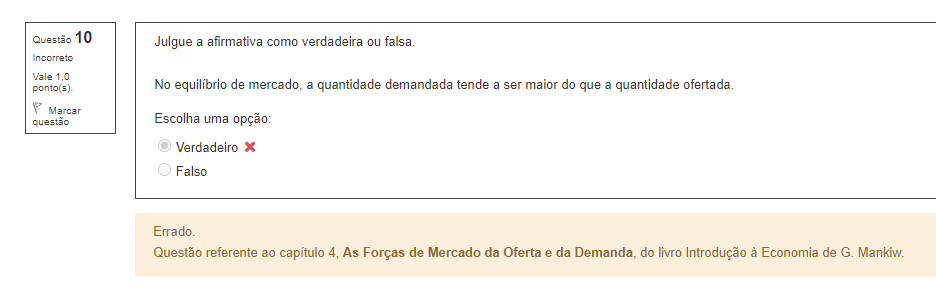 Questão 10
Incorreto
Vale 1,0
ponto(s).
Marcar
questão
Julgue a afirmativa como verdadeira ou falsa.
No equilíbrio de mercado, a quantidade demandada tende a ser maior do que a quantidade ofertada.
Escolha uma opção:
Verdadeiro
Falso
Errado.
Questão referente ao capítulo 4, As Forças de Mercado da Oferta e da Demanda, do livro Introdução à Economia de G. Mankiw.